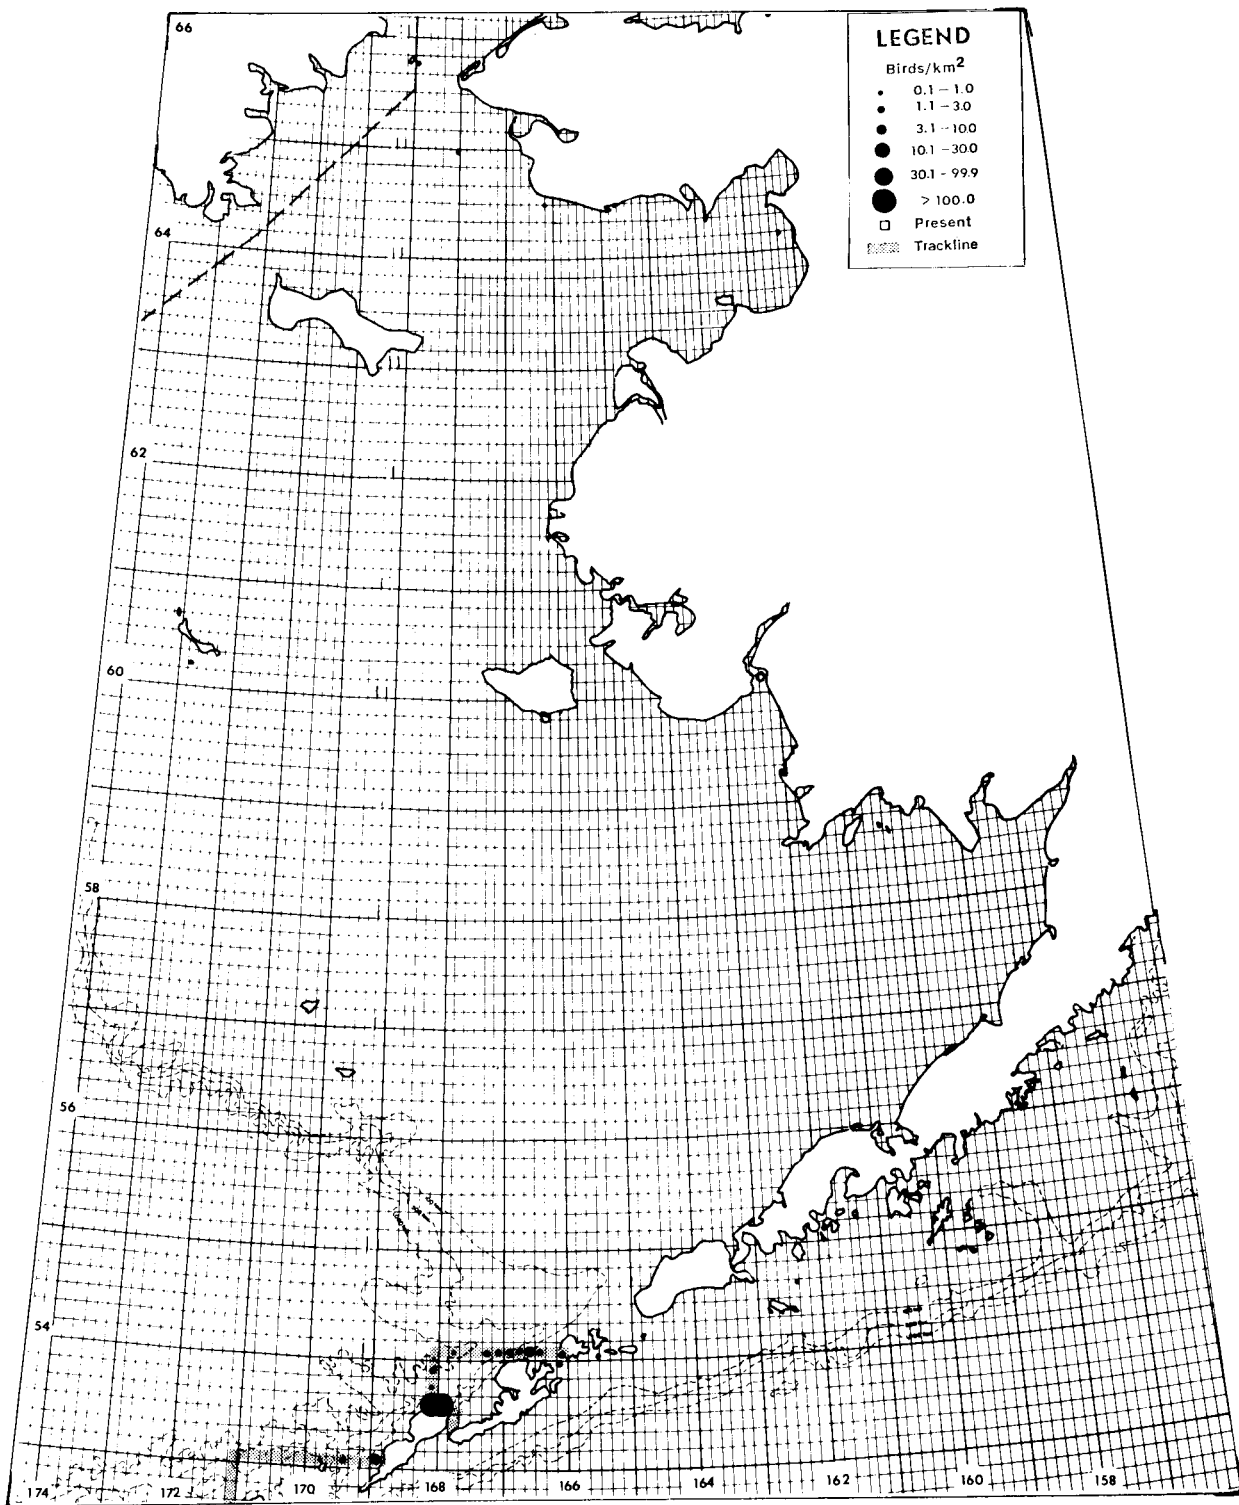 66
LEGEND
Birds/km2
0.1 – 1.0
1.1 – 3.0
3.1 – 10.0
10.1 – 30.0
30.1 – 99.9
> 100.0
Present
Trackline
64
62
60
58
56
54
174 172 170 168 166 164 162 160 158